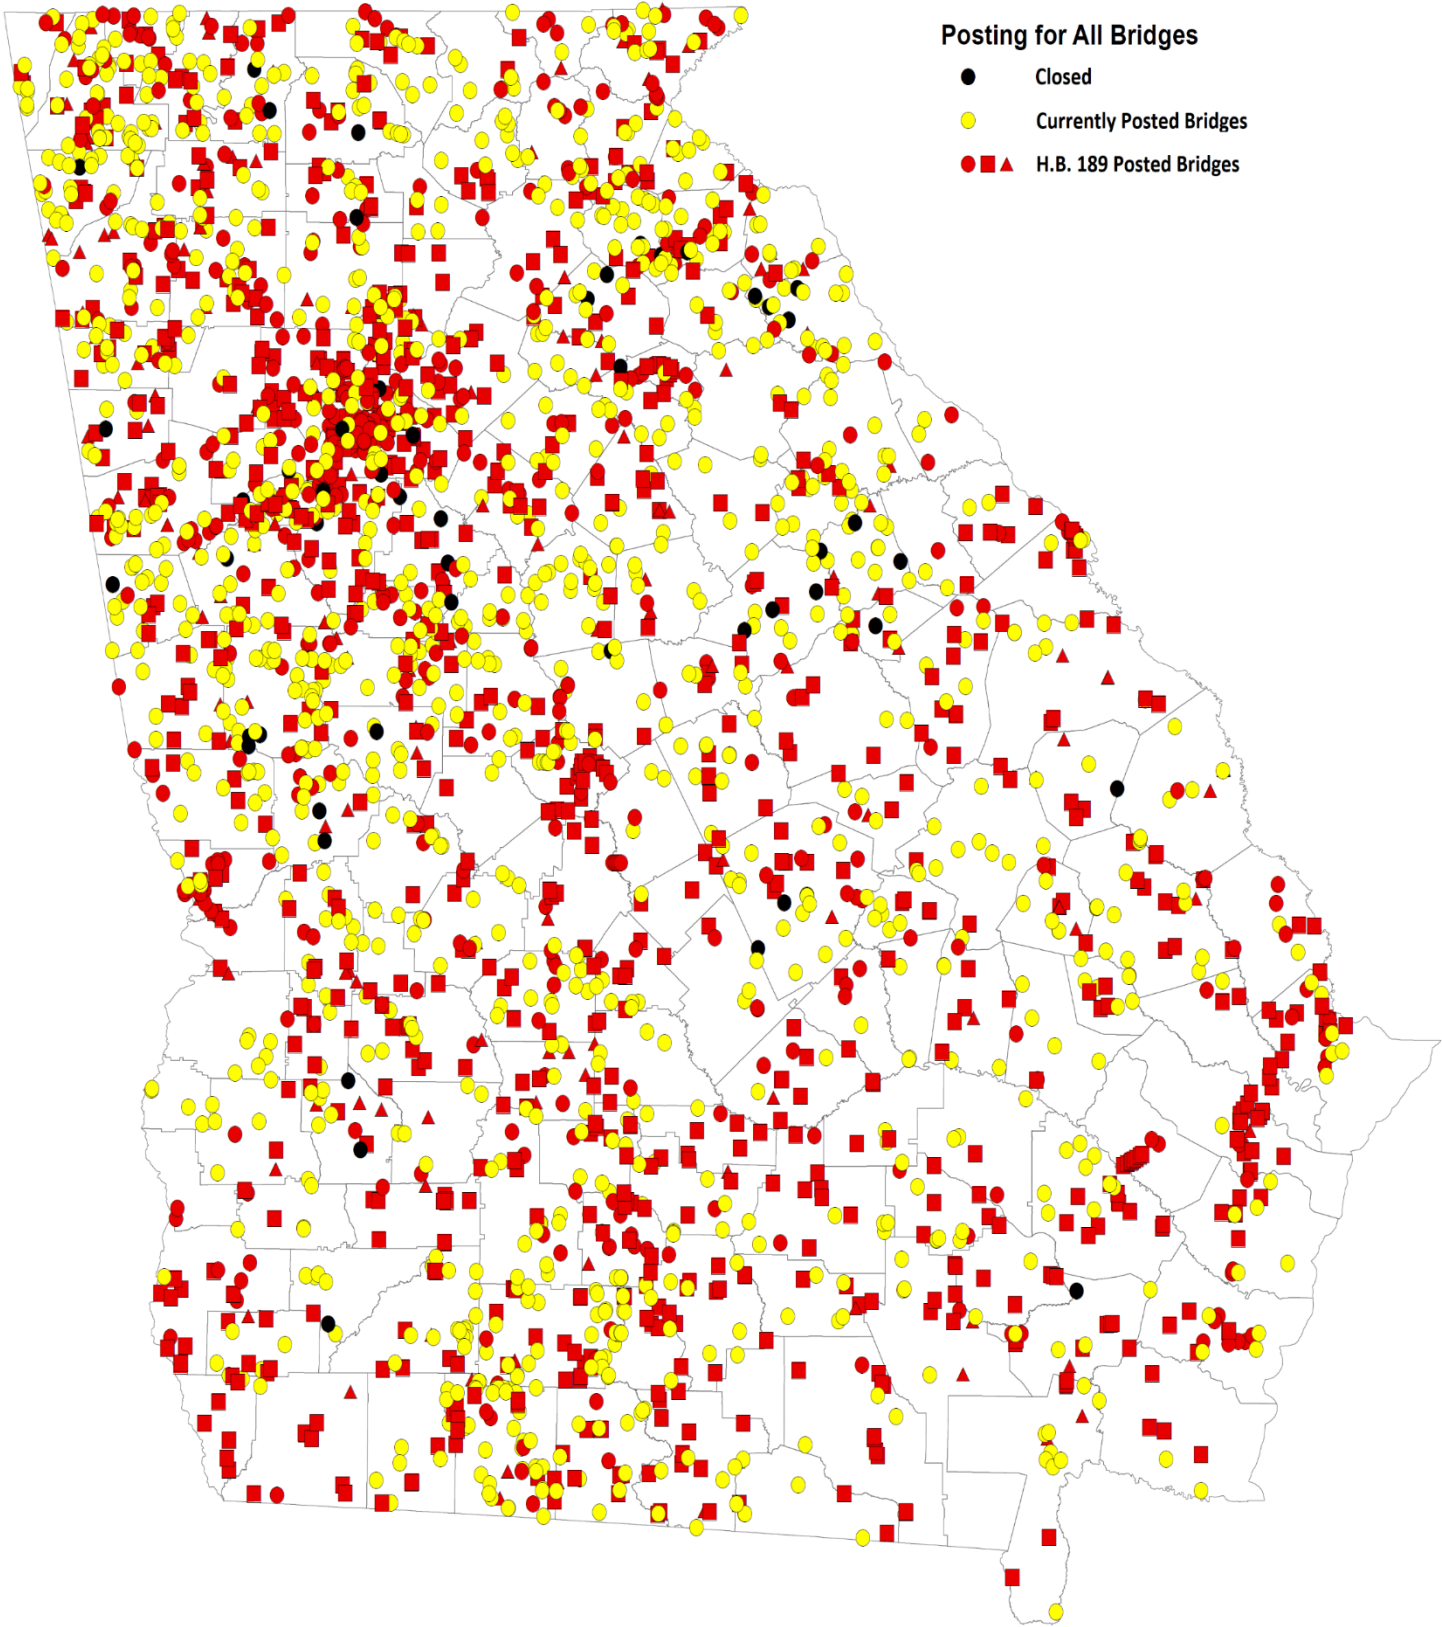 Posting for All Bridges
Closed
Currently Posted Bridges
H.B. 189 Posted Bridges